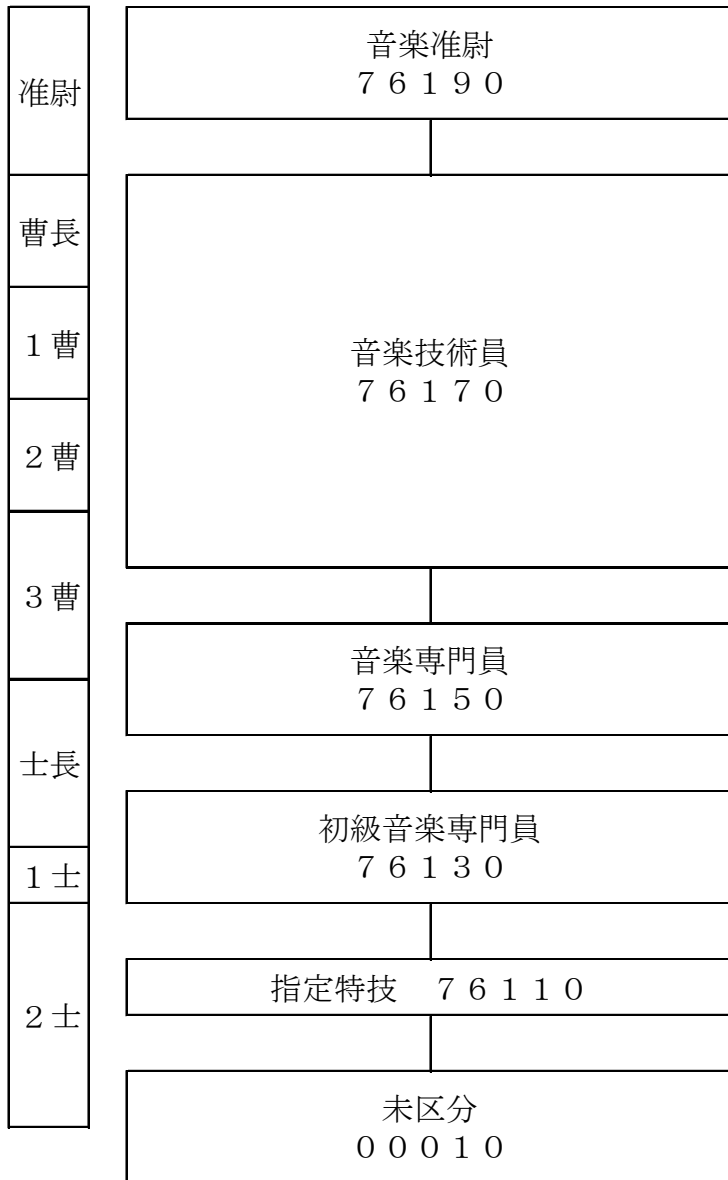 准尉
音楽准尉
７６１９０
曹長
１曹
音楽技術員
７６１７０
２曹
３曹
音楽専門員
７６１５０
士長
初級音楽専門員
７６１３０
１士
指定特技　７６１１０
２士
未区分
０００１０